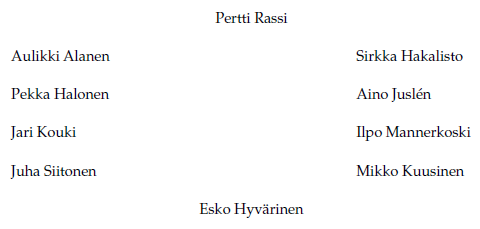 Pertti Rassi
Aulikki Alanen Sirkka Hakalisto
Pekka Halonen Aino Juslén
Jari Kouki Ilpo Mannerkoski
Juha Siitonen Mikko Kuusinen
Esko Hyvärinen